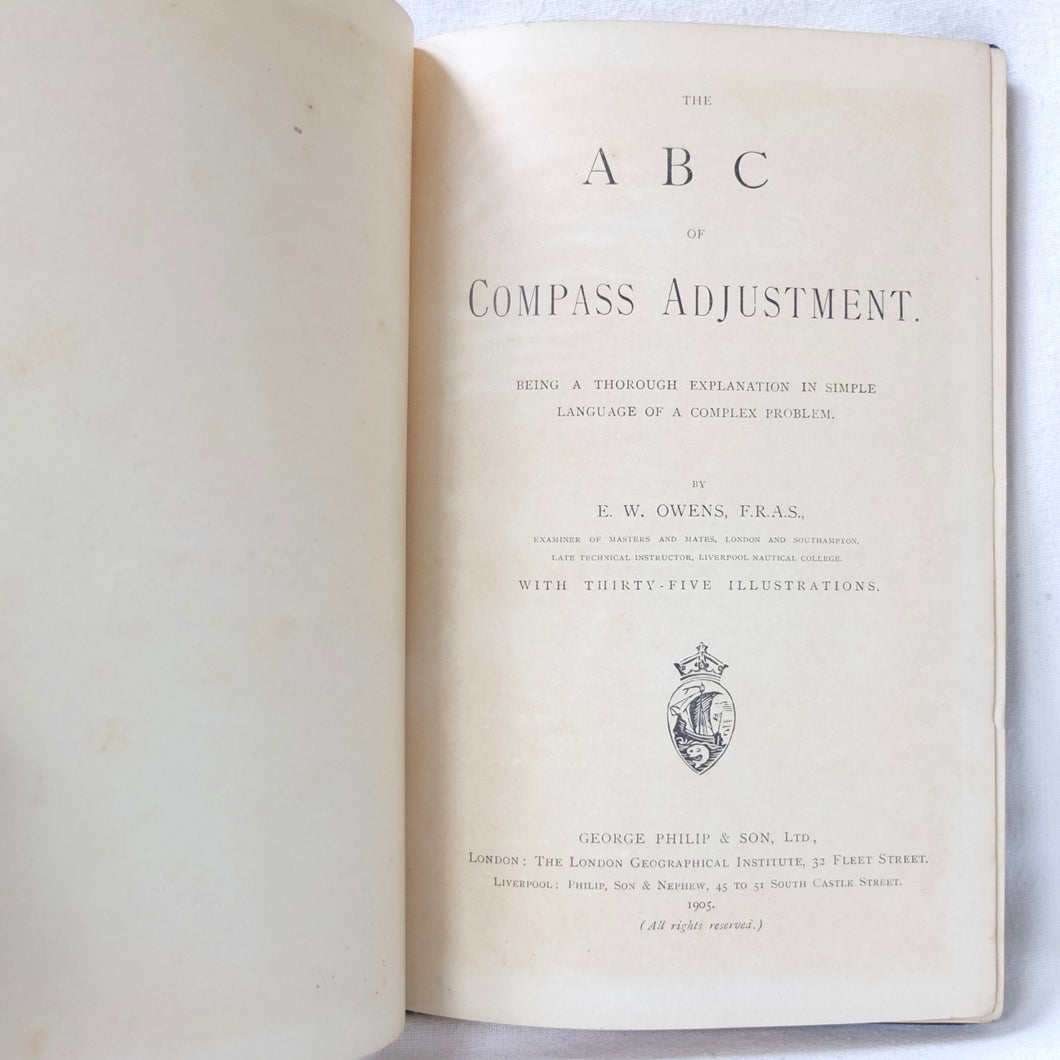 THE
A B C
OF
COMPASS ADJUSTMENT.
BEING A THOROUGH EXPLANATION IN SIMPLE
LANGUAGE OF A COMPLEX PROBLEM.
BY
E. W. OWENS, F.R.A.S.,
EXAMINER OF MASTERS AND MATES, LONDON AND SOUTHAMPTON,
LATE TECHNICAL INSTRUCTOR, LIVERPOOL NAUTICAL COLLEGE.
WITH THIRTY-FIVE ILLUSTRATIONS.
GEORGE PHILIP & SON, LTD.,
LONDON: THE LONDON GEOGRAPHICAL INSTITUTE, 32 FLEET STREET.
LIVERPOOL; PHILIP, SON & NEPHEW, 45 TO 51 SOUTH CASTLE STREET.
1905.
(All rights reserved.)